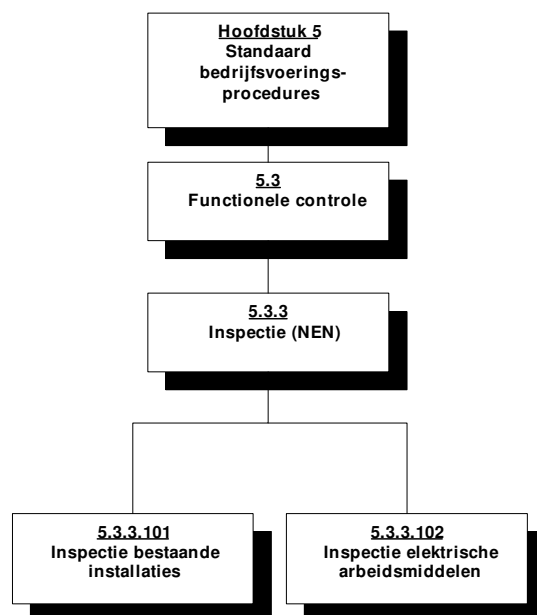 Hoofdstuk 5
Standaard
bedrijfsvoerings-
procedures
5.3
Functionele controle
5.3.3
Inspectie (NEN)
5.3.3.101
Inspectie bestaande
installaties
5.3.3.102
Inspectie elektrische
arbeidsmiddelen